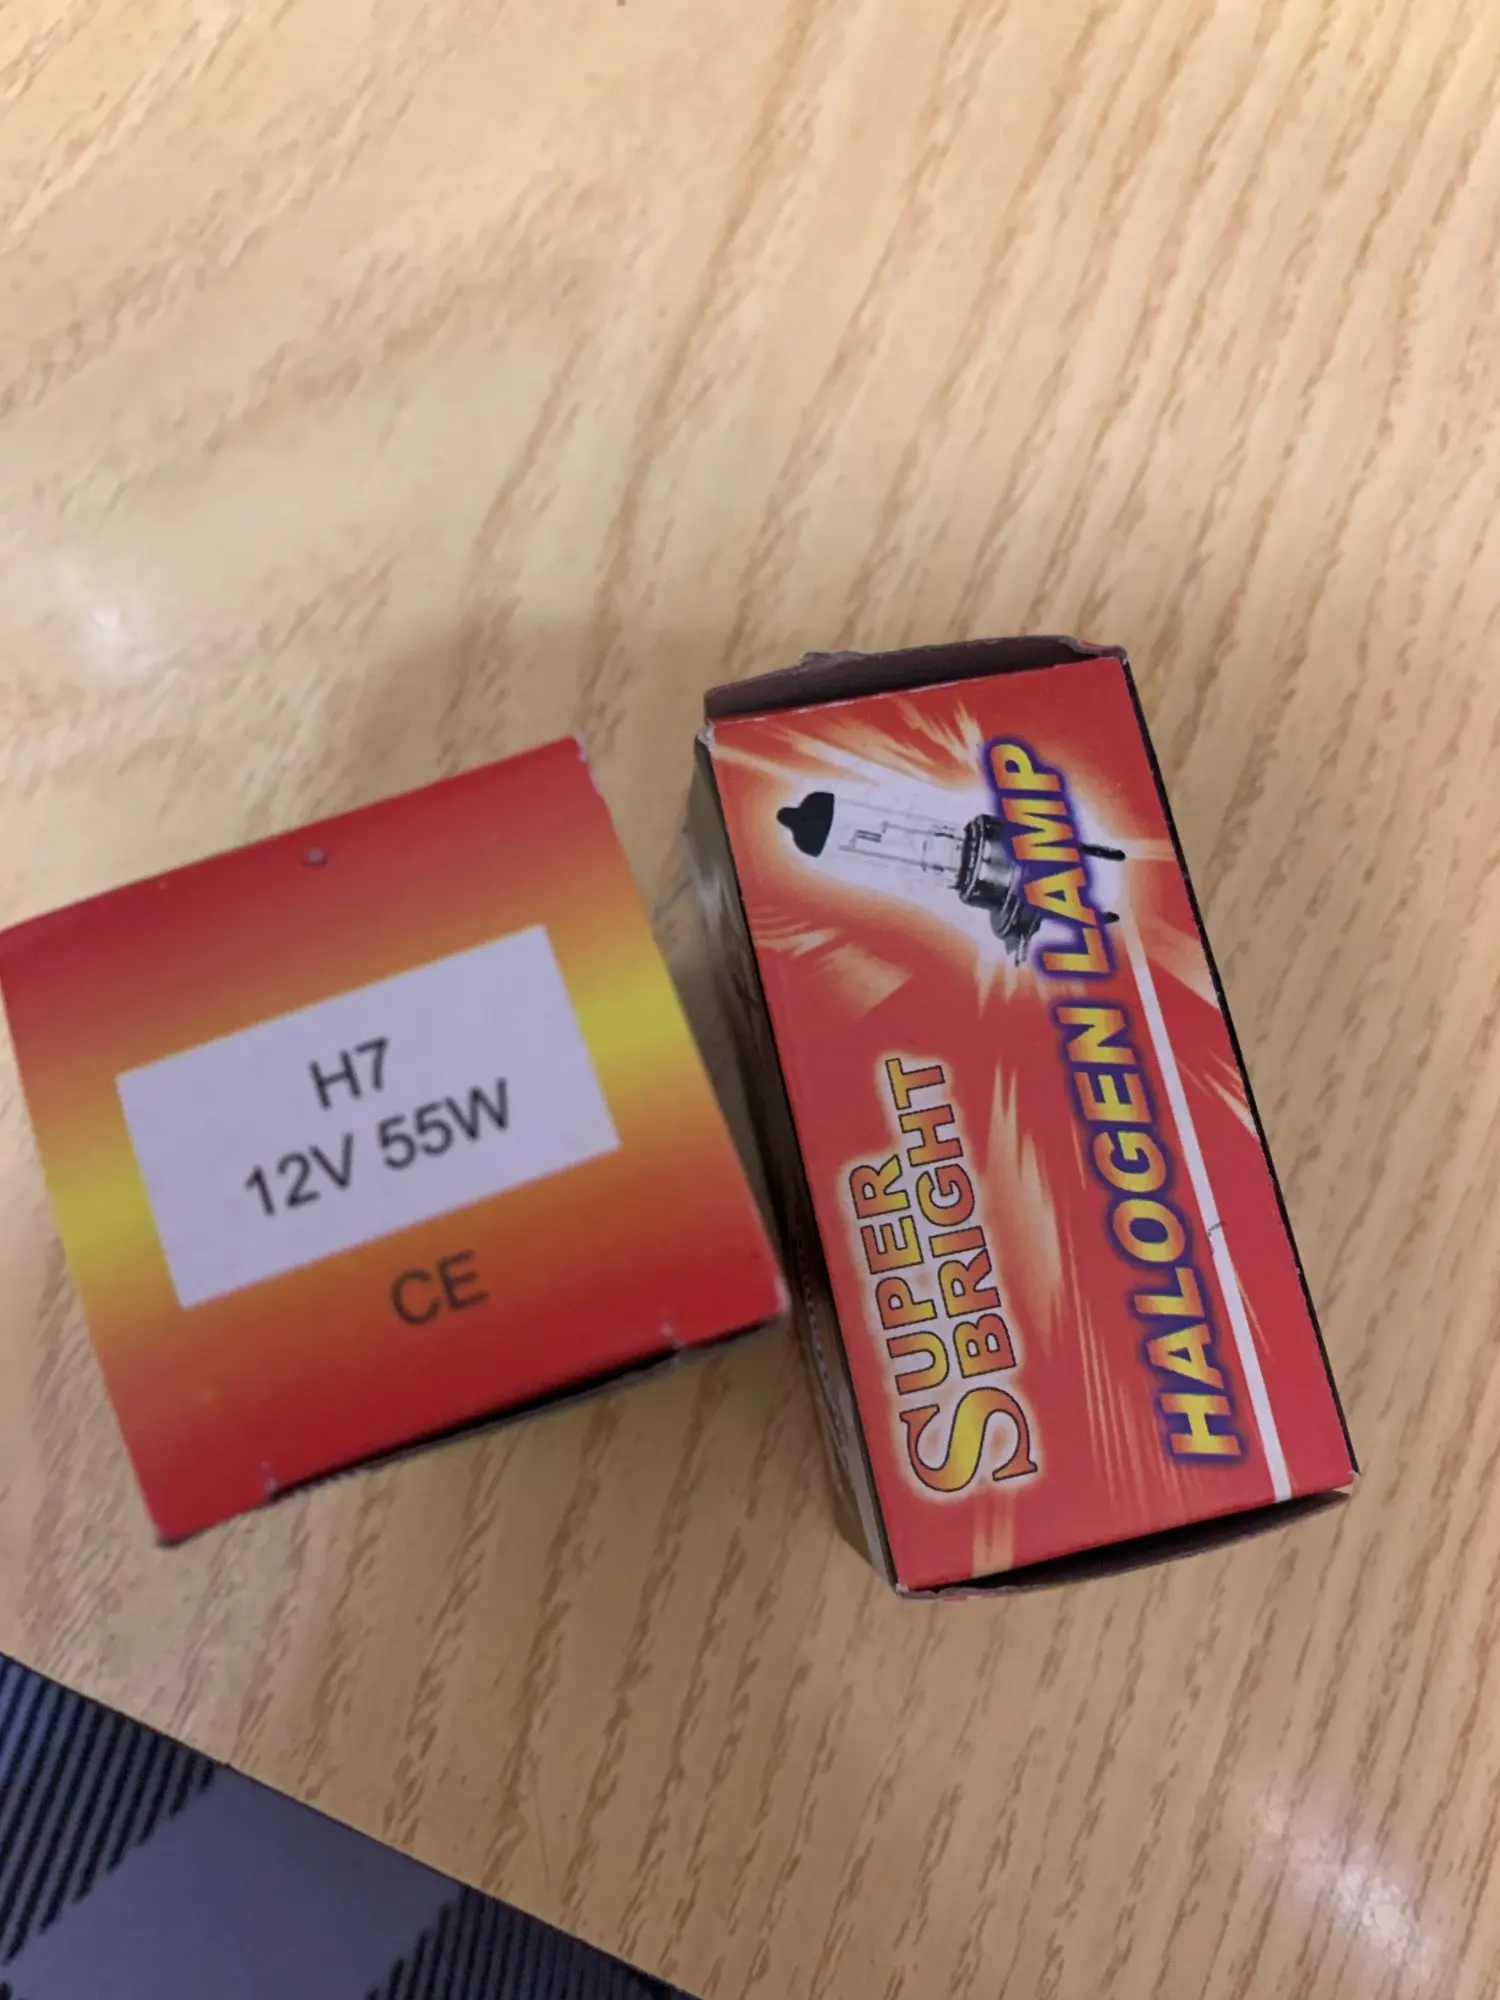 H7
12V 55W
CE
SUPER
BRIGHT
HALOGEN LAMP